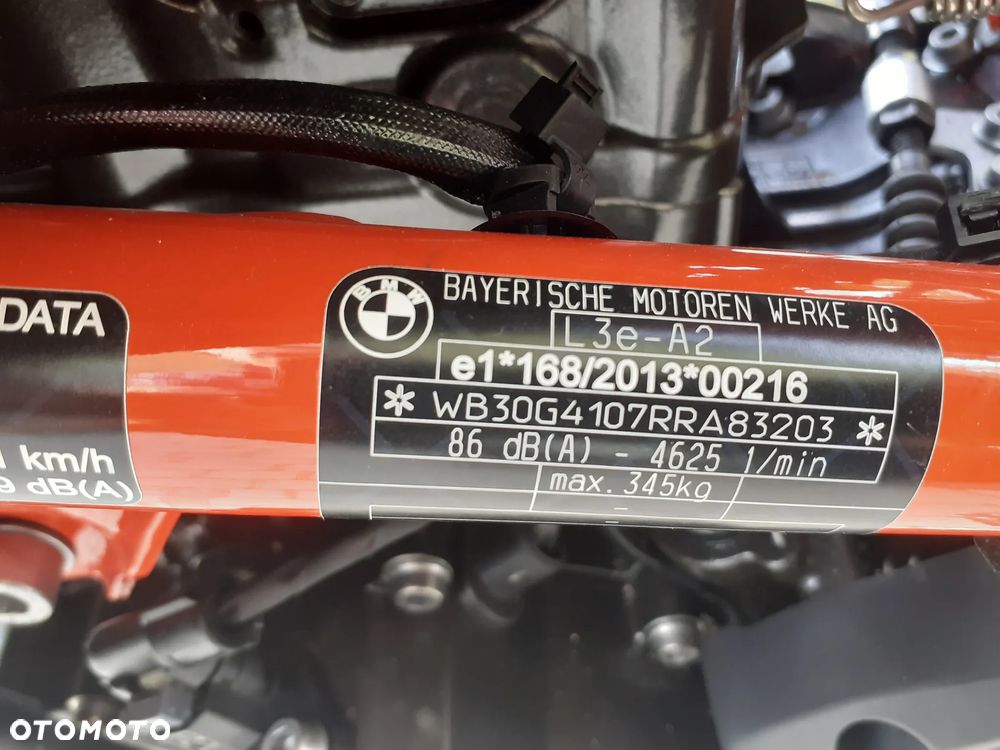 DATA
km/h
9 dB(A)
BMW
BAYERISCHE MOTOREN WERKE AG
L3e-A2
e1*168/2013*00216
* WB30G4107RRA83203 *
86 dB(A) - 4625 1/min
max. 345kg
-
-
OTOMOTO